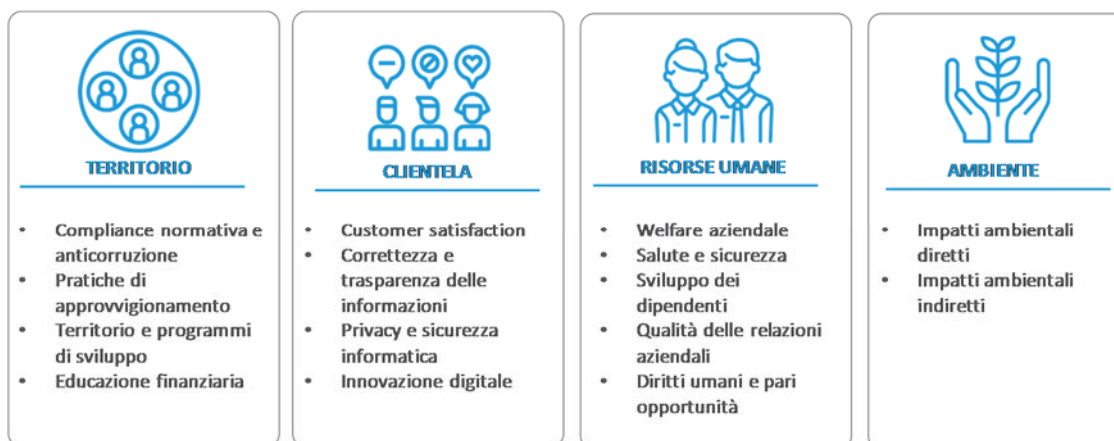 TERRITORIO
• Compliance normativa e
anticorruzione
• Pratiche di
approvvigionamento
• Territorio e programmi
di sviluppo
• Educazione finanziaria
CLIENTELA
• Customer satisfaction
• Correttezza e
trasparenza delle
informazioni
• Privacy e sicurezza
informatica
• Innovazione digitale
RISORSE UMANE
• Welfare aziendale
• Salute e sicurezza
• Sviluppo dei
dipendenti
• Qualità delle relazioni
aziendali
• Diritti umani e pari
opportunità
AMBIENTE
• Impatti ambientali
diretti
• Impatti ambientali
indiretti